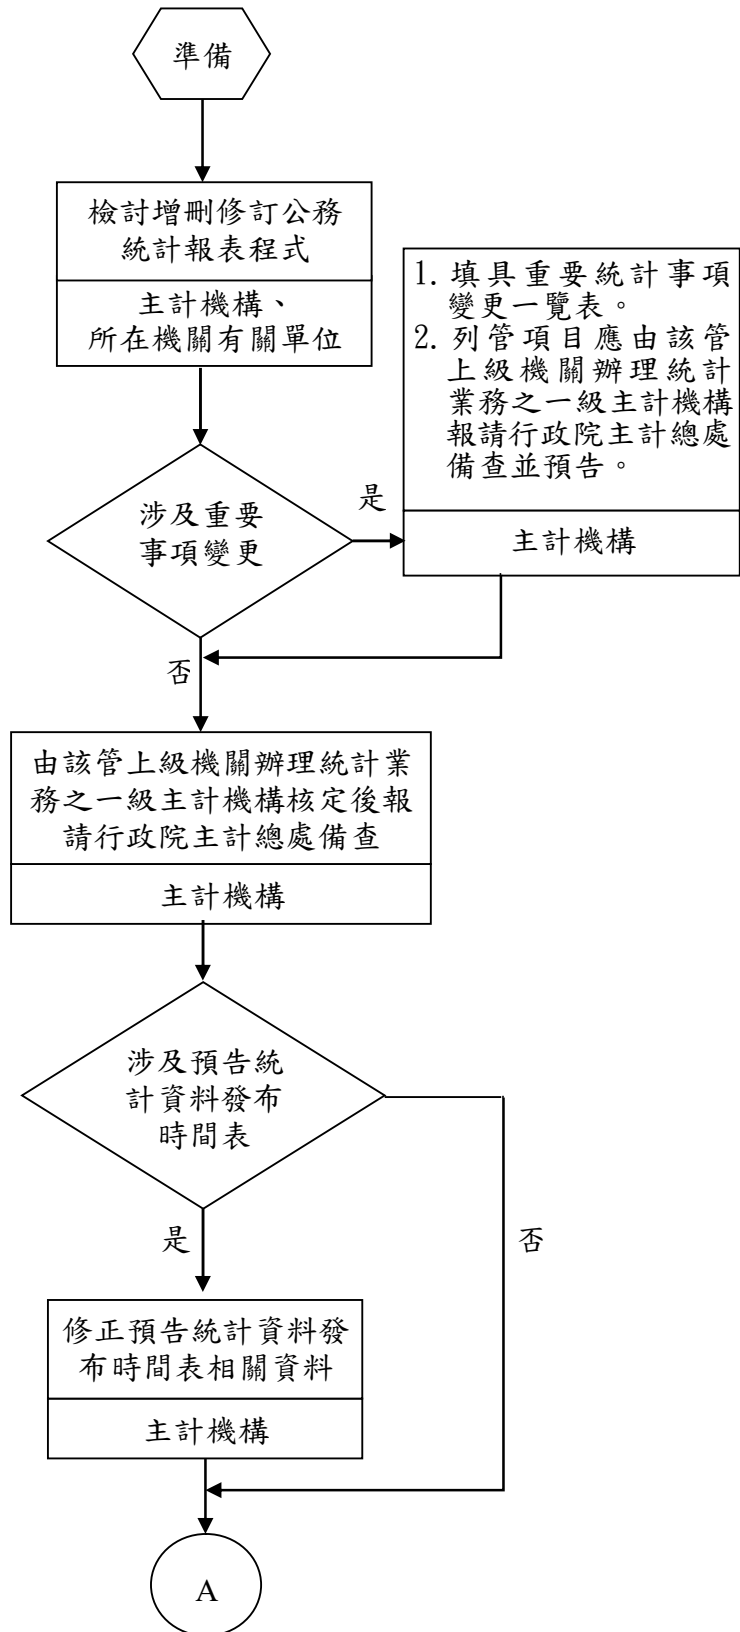 準備
檢討增刪修訂公務
統計報表程式
主計機構、
所在機關有關單位
1. 填具重要統計事項
變更一覽表。
2. 列管項目應由該管
上級機關辦理統計
業務之一級主計機構
報請行政院主計總處
備查並預告。
主計機構
涉及重要
事項變更
是
否
由該管上級機關辦理統計業
務之一級主計機構核定後報
請行政院主計總處備查
主計機構
涉及預告統
計資料發布
時間表
是
否
修正預告統計資料發
布時間表相關資料
主計機構
A